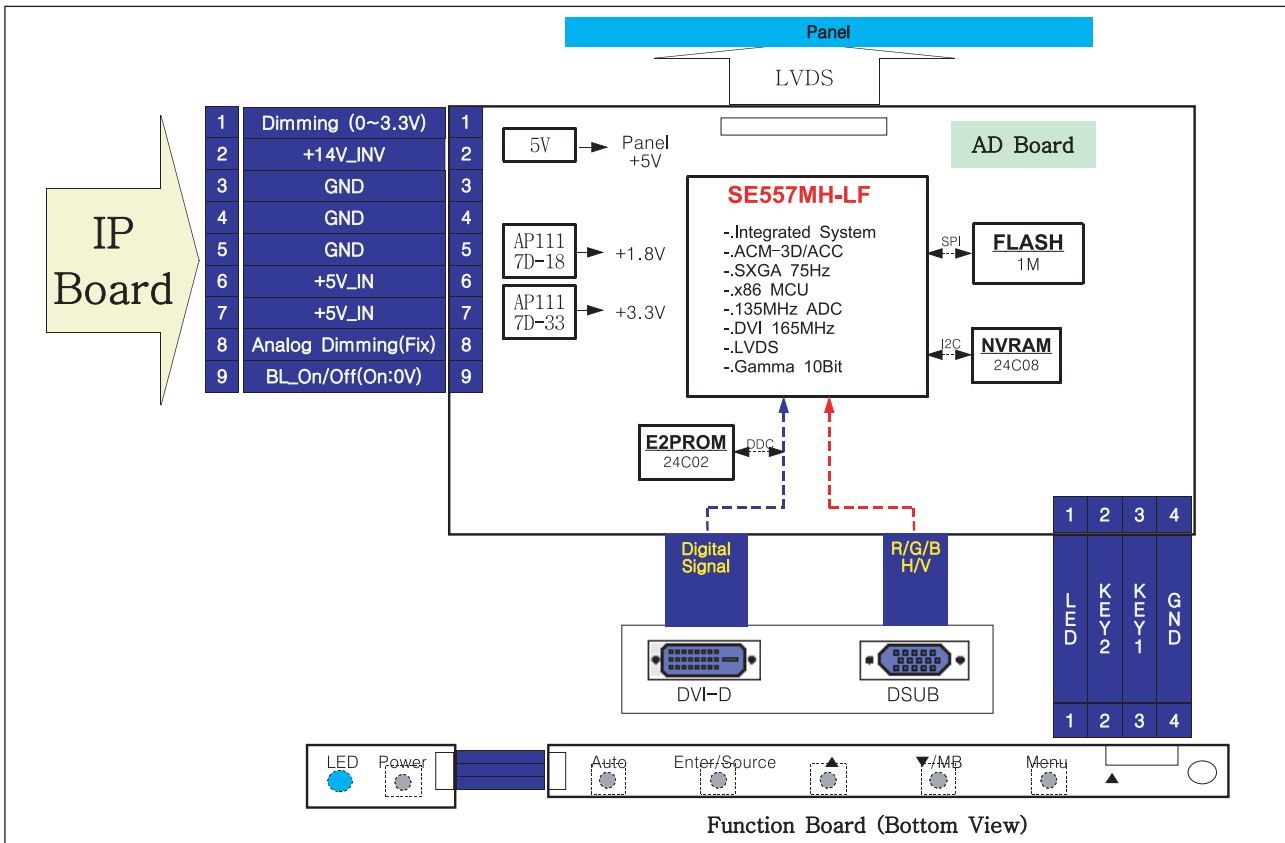 Panel
LVDS
1 Dimming (0~3.3V) 1
2 +14V_INV 2
3 GND 3
4 GND 4
5 GND 5
6 +5V_IN 6
7 +5V_IN 7
8 Analog Dimming(Fix) 8
9 BL_On/Off(On:0V) 9
IP
Board
5V
Panel
+5V
AD Board
AP111
7D-18
+1.8V
AP111
7D-33
+3.3V
SE557MH-LF
-.Integrated System
-.ACM-3D/ACC
-.SXGA 75Hz
-.x86 MCU
-.135MHz ADC
-.DVI 165MHz
-.LVDS
-.Gamma 10Bit
SPI
FLASH
1M
I2C
NVRAM
24C08
E2PROM
24C02
DDC
Digital
Signal
R/G/B
H/V
DVI-D
DSUB
1 2 3 4
LED
KEY2
KEY1
GND
1 2 3 4
LED Power
Auto Enter/Source ▲ ▼/MB Menu ▲
Function Board (Bottom View)